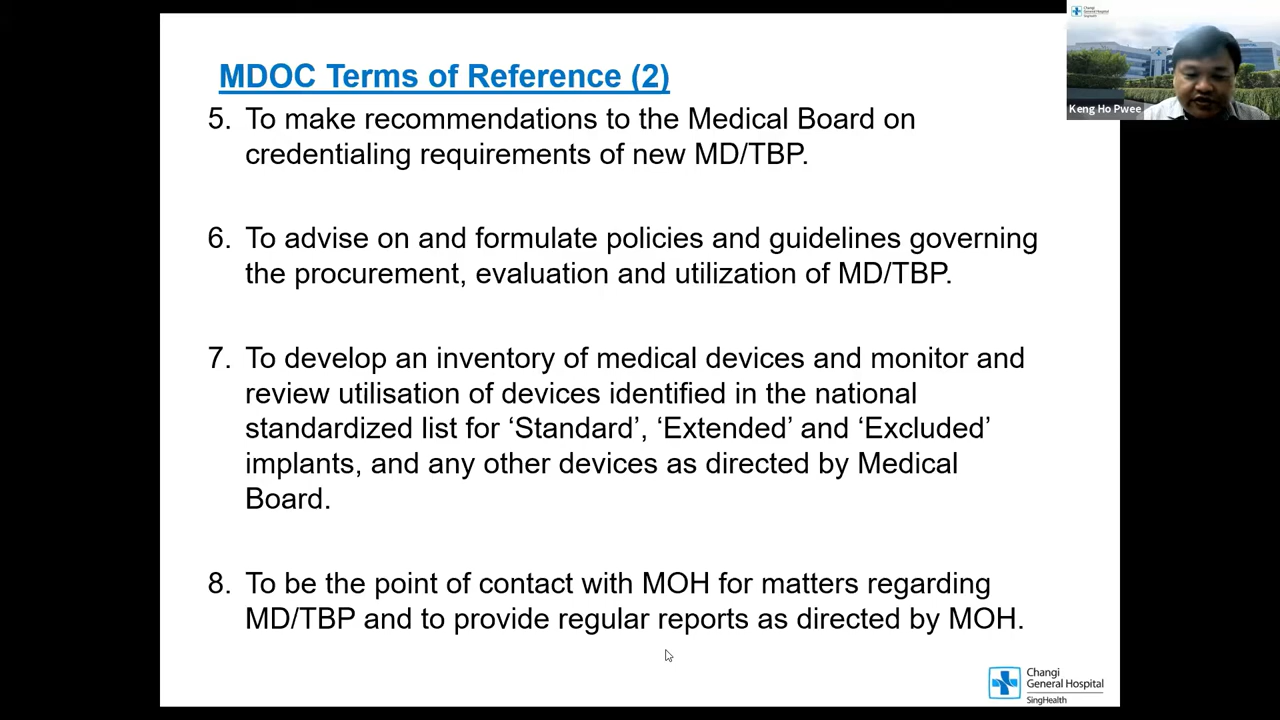 MDOC Terms of Reference (2)
5. To make recommendations to the Medical Board on
credentialing requirements of new MD/TBP.
6. To advise on and formulate policies and guidelines governing
the procurement, evaluation and utilization of MD/TBP.
7. To develop an inventory of medical devices and monitor and
review utilisation of devices identified in the national
standardized list for ‘Standard’, ‘Extended’ and ‘Excluded’
implants, and any other devices as directed by Medical
Board.
8. To be the point of contact with MOH for matters regarding
MD/TBP and to provide regular reports as directed by MOH.
Changi
General Hospital
SingHealth
Changi
General Hospital
SingHealth
Keng Ho Pwee